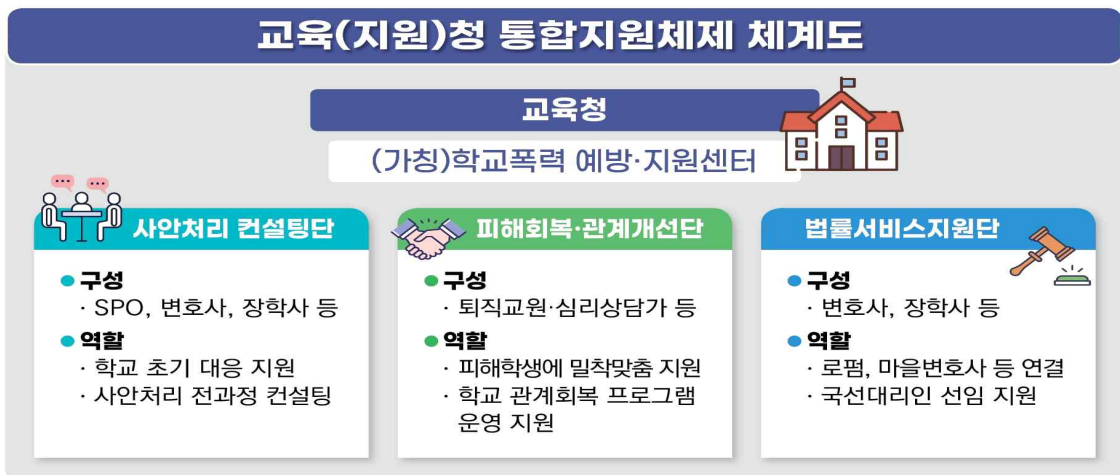 교육(지원)청 통합지원체제 체계도
교육청
(가칭)학교폭력 예방·지원센터
사안처리 컨설팅단
● 구성
· SPO, 변호사, 장학사 등
● 역할
· 학교 초기 대응 지원
· 사안처리 전과정 컨설팅
피해회복·관계개선단
● 구성
· 퇴직교원·심리상담가 등
● 역할
· 피해학생에 밀착맞춤 지원
· 학교 관계회복 프로그램
운영 지원
법률서비스지원단
● 구성
· 변호사, 장학사 등
● 역할
· 로펌, 마을변호사 등 연결
· 국선대리인 선임 지원